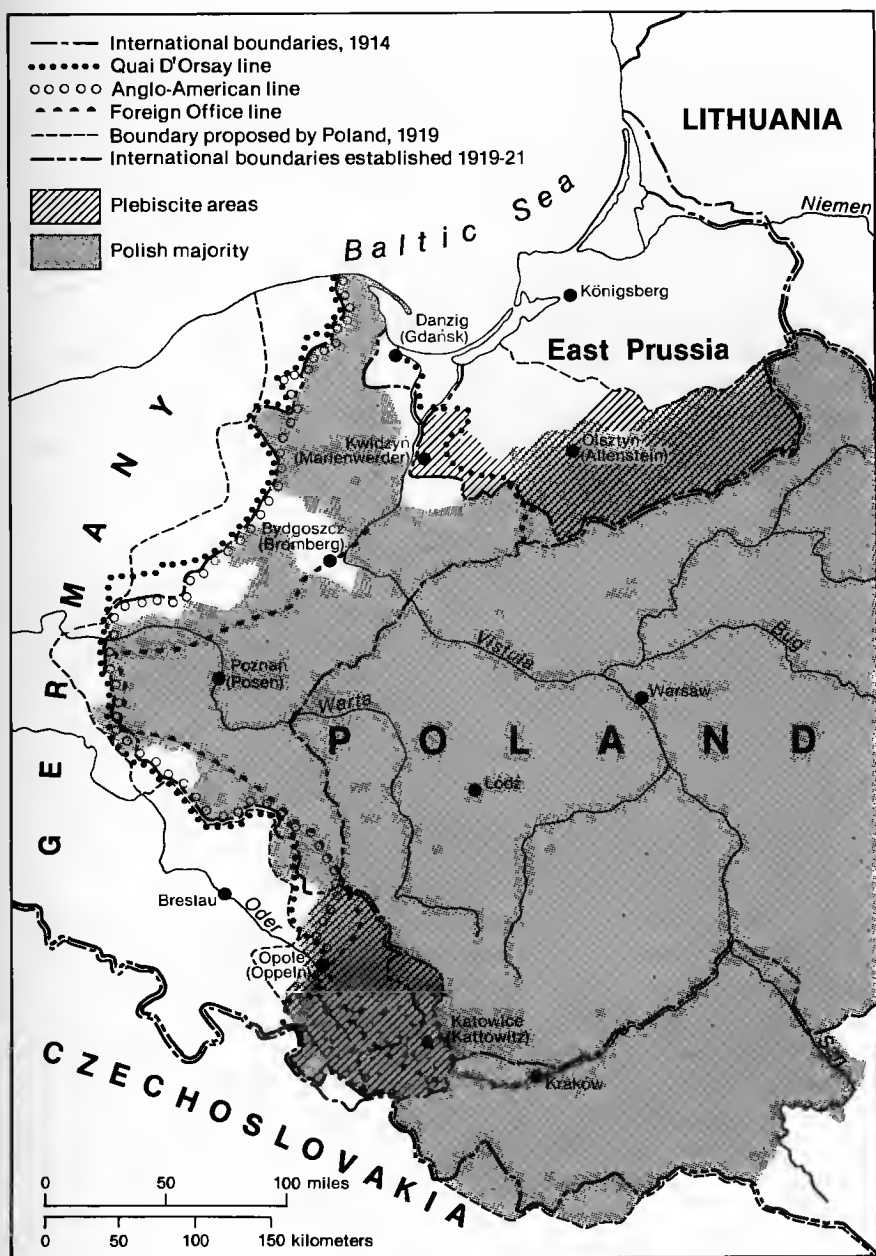 International boundaries, 1914
Quai D'Orsay line
Anglo-American line
Foreign Office line
Boundary proposed by Poland, 1919
International boundaries established 1919-21
Plebiscite areas
Polish majority
LITHUANIA
Niemen
Baltic Sea
Königsberg
Danzig
(Gdańsk)
East Prussia
Kwidzyń
(Marienwerder)
Olsztyn
(Allenstein)
Bydgoszcz
(Bromberg)
GERMANY
Poznań
(Posen)
Warta
Vistula
Bug
Warsaw
POLAND
Łódź
Breslau
Oder
Opole
(Oppeln)
Katowice
(Kattowitz)
Kraków
San
CZECHOSLOVAKIA
0 50 100 miles
0 50 100 150 kilometers